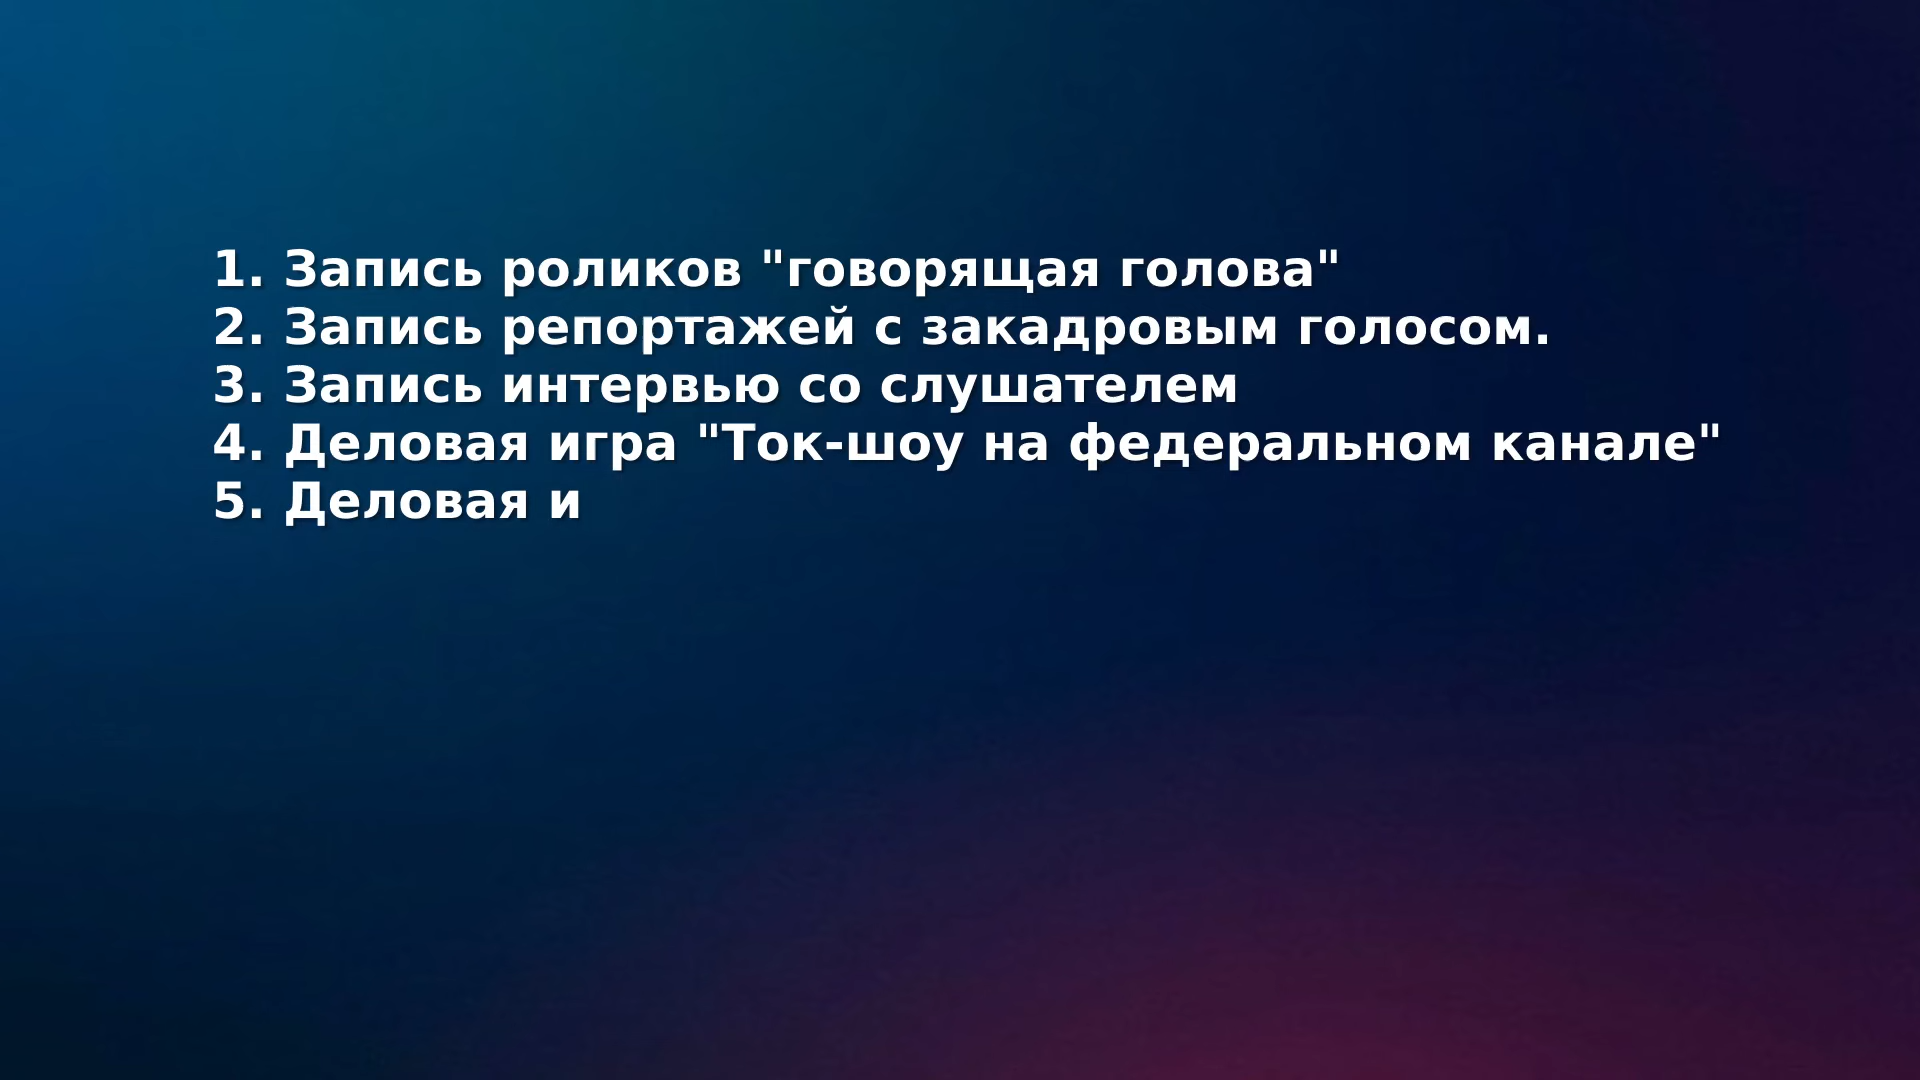 1. Запись роликов "говорящая голова"
2. Запись репортажей с закадровым голосом.
3. Запись интервью со слушателем
4. Деловая игра "Ток-шоу на федеральном канале"
5. Деловая и